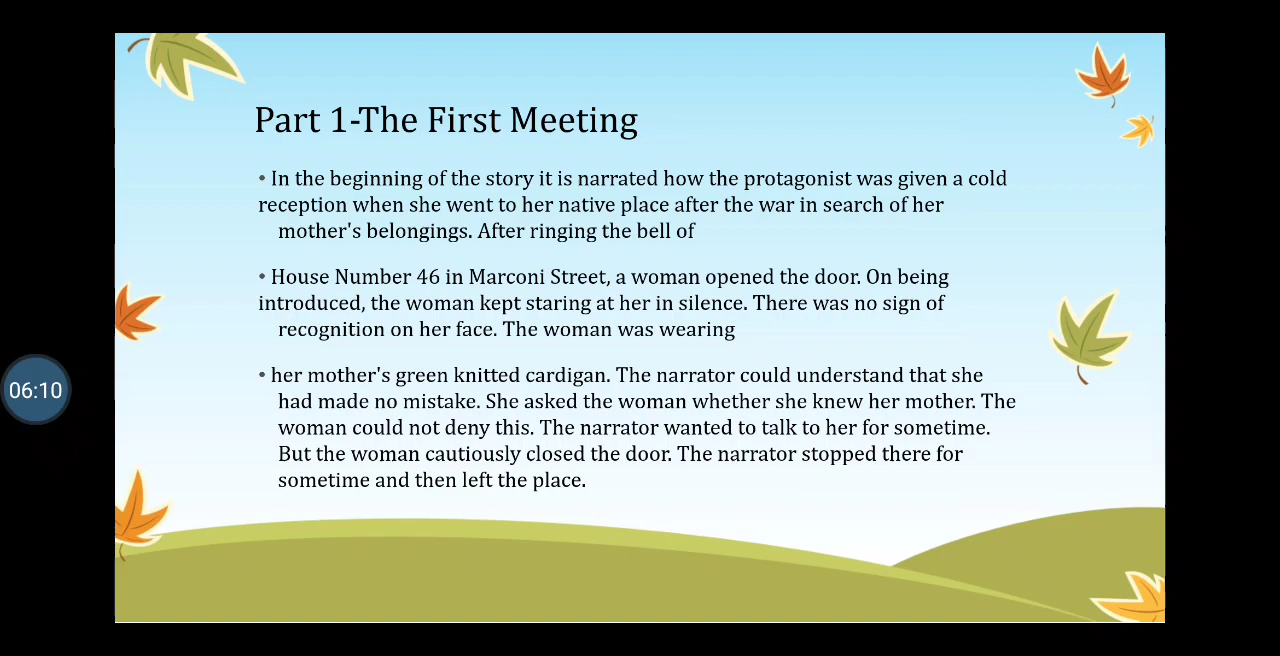 Part 1-The First Meeting
• In the beginning of the story it is narrated how the protagonist was given a cold
reception when she went to her native place after the war in search of her
mother's belongings. After ringing the bell of
• House Number 46 in Marconi Street, a woman opened the door. On being
introduced, the woman kept staring at her in silence. There was no sign of
recognition on her face. The woman was wearing
• her mother's green knitted cardigan. The narrator could understand that she
had made no mistake. She asked the woman whether she knew her mother. The
woman could not deny this. The narrator wanted to talk to her for sometime.
But the woman cautiously closed the door. The narrator stopped there for
sometime and then left the place.
06:10